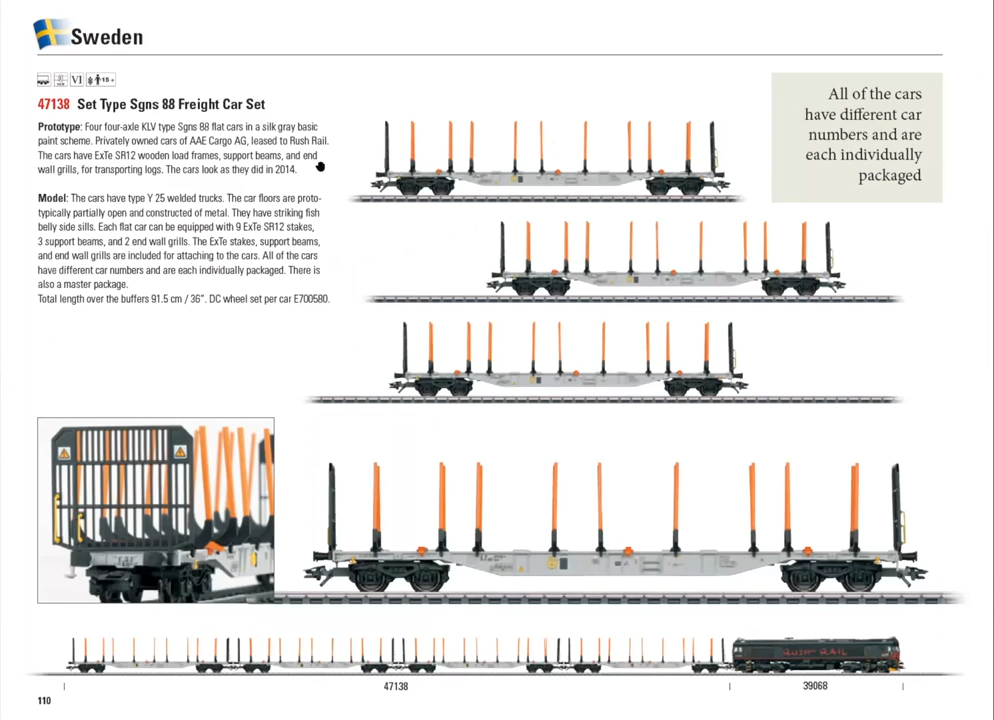 Sweden
VI
15 +
47138 Set Type Sgns 88 Freight Car Set
Prototype: Four four-axle KLV type Sgns 88 flat cars in a silk gray basic
paint scheme. Privately owned cars of AAE Cargo AG, leased to Rush Rail.
The cars have ExTe SR12 wooden load frames, support beams, and end
wall grills, for transporting logs. The cars look as they did in 2014.
Model: The cars have type Y 25 welded trucks. The car floors are proto-
typically partially open and constructed of metal. They have striking fish
belly side sills. Each flat car can be equipped with 9 ExTe SR12 stakes,
3 support beams, and 2 end wall grills. The ExTe stakes, support beams,
and end wall grills are included for attaching to the cars. All of the cars
have different car numbers and are each individually packaged. There is
also a master package.
Total length over the buffers 91.5 cm / 36". DC wheel set per car E700580.
All of the cars
have different car
numbers and are
each individually
packaged
RUSH RAIL
47138
39068
110